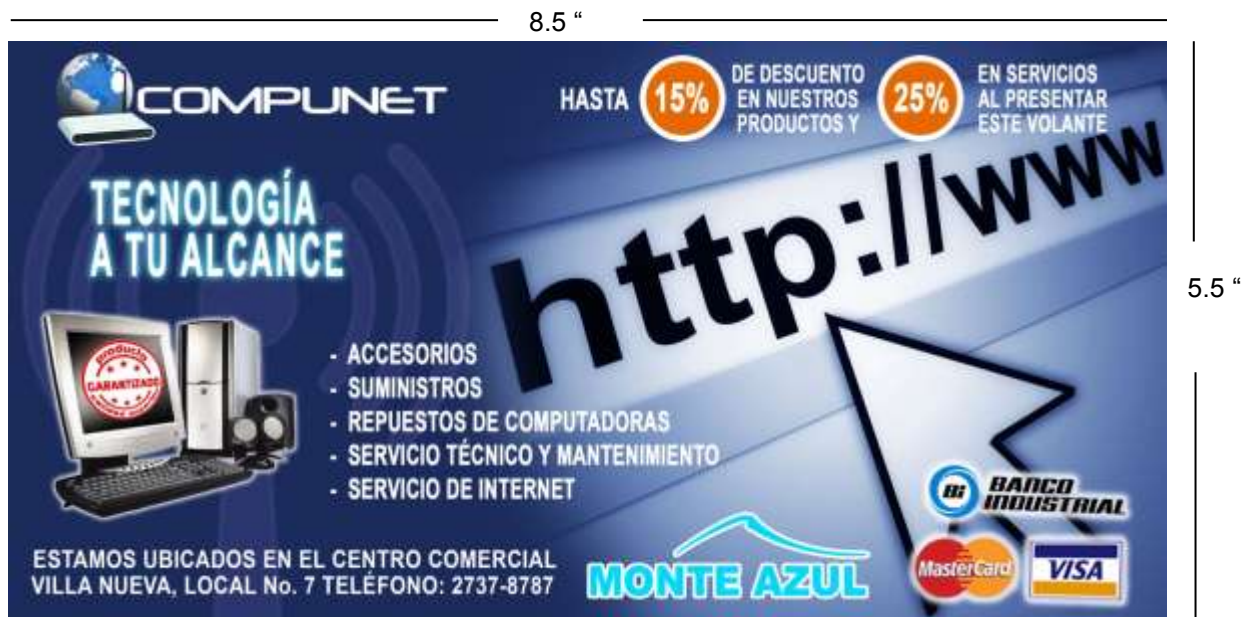 8.5 “
COMPUNET
HASTA 15% DE DESCUENTO
EN NUESTROS
PRODUCTOS Y
25% EN SERVICIOS
AL PRESENTAR
ESTE VOLANTE
TECNOLOGÍA
A TU ALCANCE
http://www
5.5 “
producto
GARANTIZADO
- ACCESORIOS
- SUMINISTROS
- REPUESTOS DE COMPUTADORAS
- SERVICIO TÉCNICO Y MANTENIMIENTO
- SERVICIO DE INTERNET
Bi BANCO
INDUSTRIAL
ESTAMOS UBICADOS EN EL CENTRO COMERCIAL
VILLA NUEVA, LOCAL No. 7 TELÉFONO: 2737-8787
MONTE AZUL
MasterCard
VISA